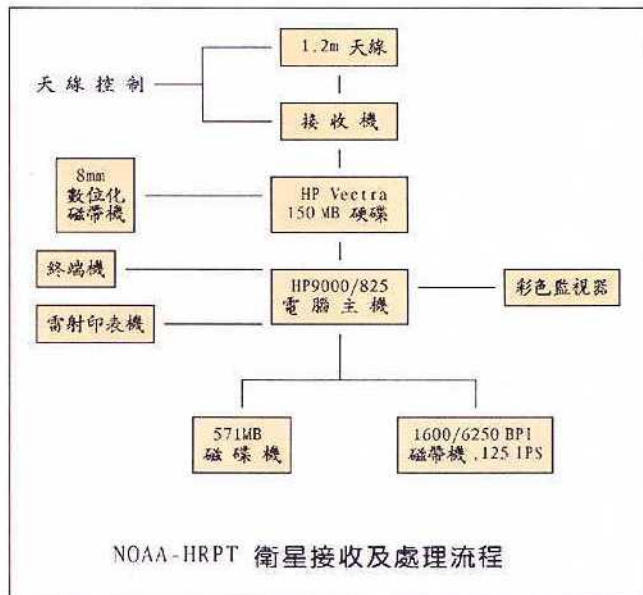 1.2m 天線
天線控制
接收機
8mm
數位化
磁帶機
HP Vectra
150 MB 硬碟
終端機
HP9000/825
電腦主機
彩色監視器
雷射印表機
571MB
磁碟機
1600/6250 BPI
磁帶機 ,125 IPS
NOAA-HRPT 衛星接收及處理流程